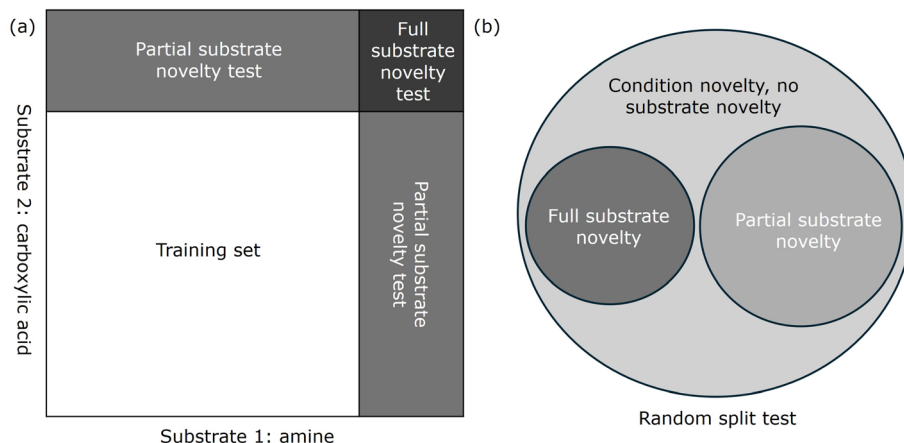 (a)
Partial substrate
novelty test
Full
substrate
novelty
test
Training set
Partial substrate
novelty test
Substrate 2: carboxylic acid
Substrate 1: amine
(b)
Condition novelty, no
substrate novelty
Full substrate
novelty
Partial substrate
novelty
Random split test